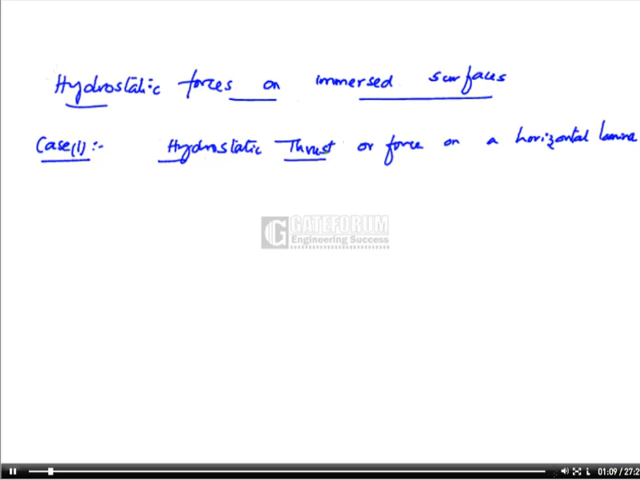 Hydrostatic forces on immersed surfaces
Case(1):- Hydrostatic Thrust or force on a horizontal lamina
GATEFORUM
Engineering Success
01:09 / 27:2